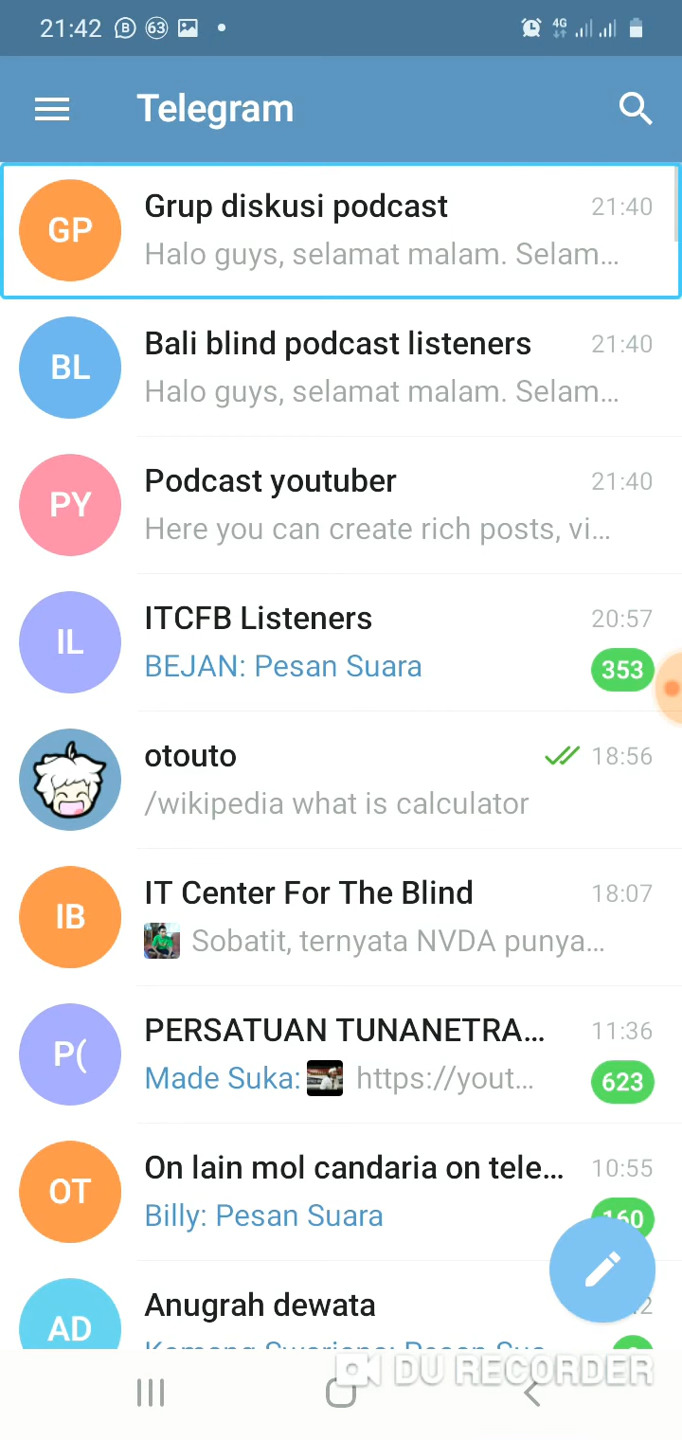 21:42
63
4G
Telegram
GP
Grup diskusi podcast
21:40
Halo guys, selamat malam. Selam...
BL
Bali blind podcast listeners
21:40
Halo guys, selamat malam. Selam...
PY
Podcast youtuber
21:40
Here you can create rich posts, vi...
IL
ITCFB Listeners
20:57
BEJAN: Pesan Suara
353
otouto
18:56
/wikipedia what is calculator
IB
IT Center For The Blind
18:07
Sobatit, ternyata NVDA punya...
P(
PERSATUAN TUNANETRA...
11:36
Made Suka: https://yout...
623
OT
On lain mol candaria on tele...
10:55
Billy: Pesan Suara
160
AD
Anugrah dewata
DU RECORDER